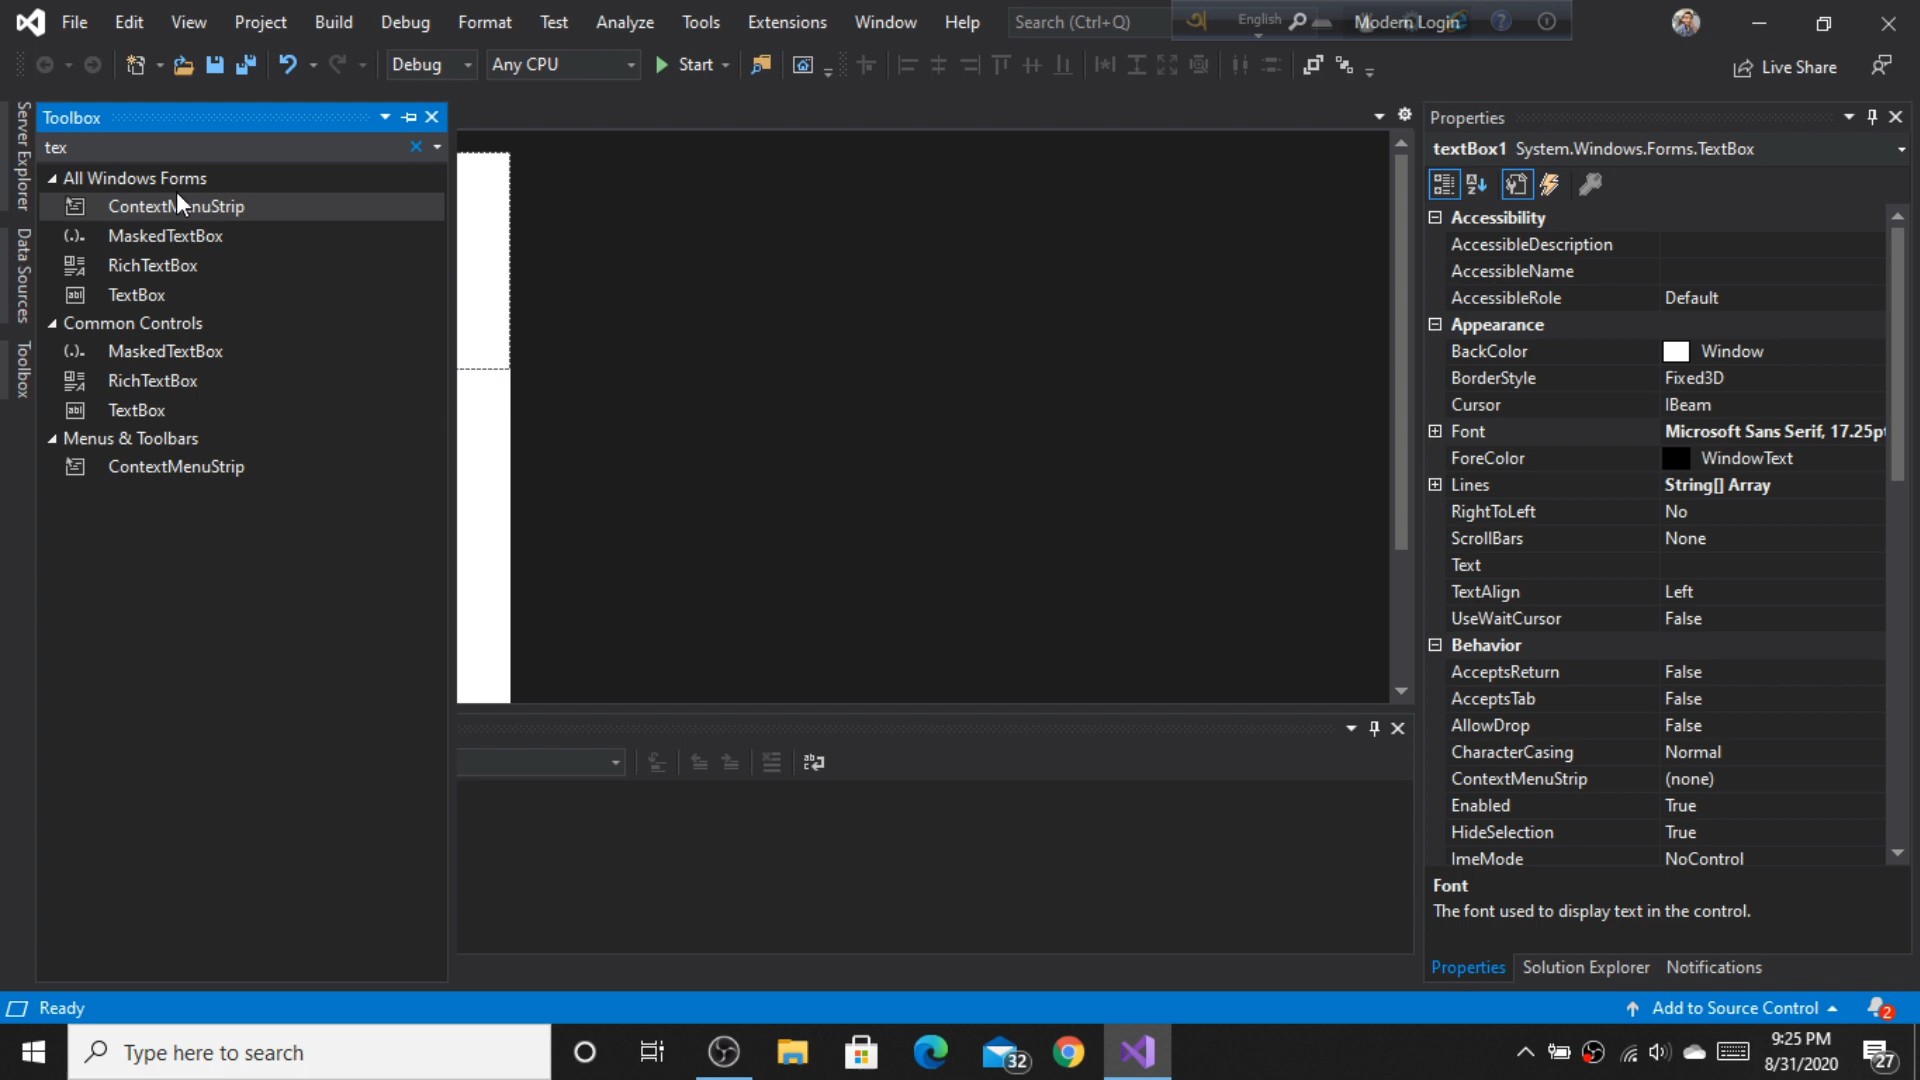 File Edit View Project Build Debug Format Test Analyze Tools Extensions Window Help Search (Ctrl+Q) English Modern Login
Debug Any CPU Start Live Share
Server Explorer
Data Sources
Toolbox
Toolbox
tex
All Windows Forms
ContextMenuStrip
MaskedTextBox
RichTextBox
TextBox
Common Controls
MaskedTextBox
RichTextBox
TextBox
Menus & Toolbars
ContextMenuStrip
Properties
textBox1 System.Windows.Forms.TextBox
Accessibility
AccessibleDescription
AccessibleName
AccessibleRole Default
Appearance
BackColor Window
BorderStyle Fixed3D
Cursor IBeam
Font Microsoft Sans Serif, 17.25pt
ForeColor WindowText
Lines String[] Array
RightToLeft No
ScrollBars None
Text
TextAlign Left
UseWaitCursor False
Behavior
AcceptsReturn False
AcceptsTab False
AllowDrop False
CharacterCasing Normal
ContextMenuStrip (none)
Enabled True
HideSelection True
ImeMode NoControl
Font
The font used to display text in the control.
Properties Solution Explorer Notifications
Ready Add to Source Control 2
Type here to search 32 9:25 PM
8/31/2020 27